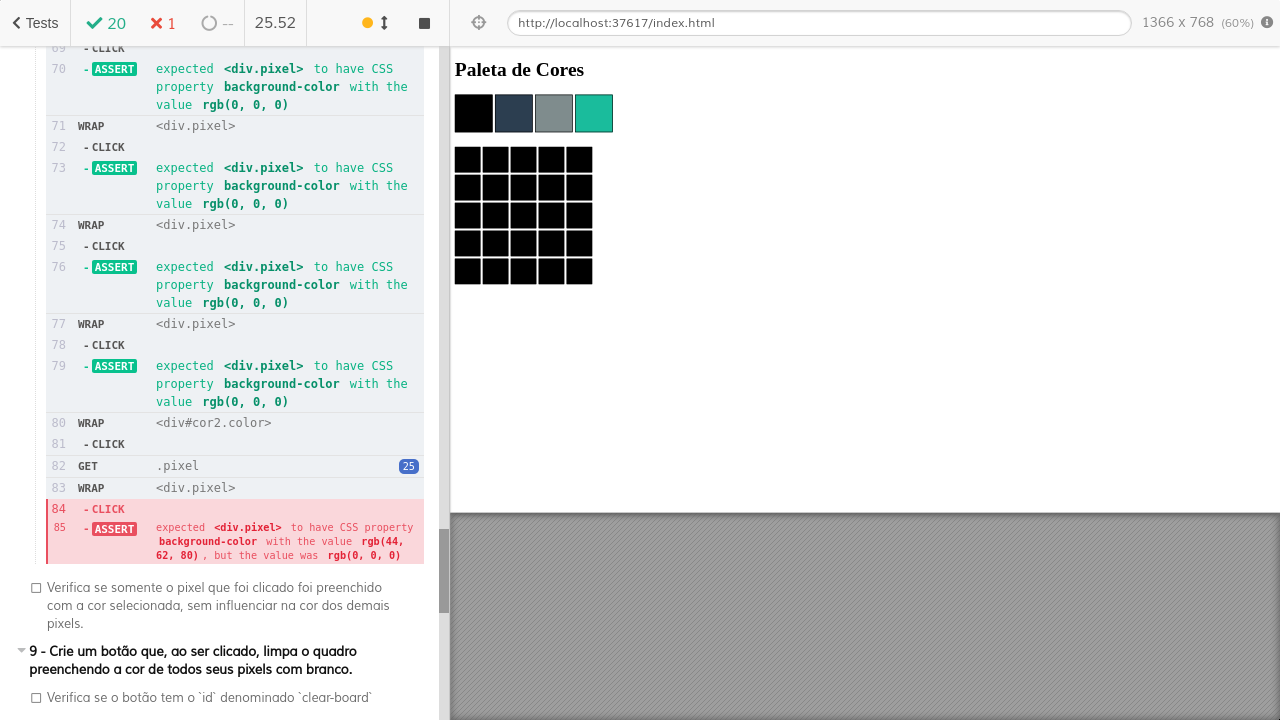 Tests 20 1 -- 25.52 http://localhost:37617/index.html 1366 x 768 (60%)
69 - CLICK
70 - ASSERT expected <div.pixel> to have CSS
property background-color with the
value rgb(0, 0, 0)
71 WRAP <div.pixel>
72 - CLICK
73 - ASSERT expected <div.pixel> to have CSS
property background-color with the
value rgb(0, 0, 0)
74 WRAP <div.pixel>
75 - CLICK
76 - ASSERT expected <div.pixel> to have CSS
property background-color with the
value rgb(0, 0, 0)
77 WRAP <div.pixel>
78 - CLICK
79 - ASSERT expected <div.pixel> to have CSS
property background-color with the
value rgb(0, 0, 0)
80 WRAP <div#cor2.color>
81 - CLICK
82 GET .pixel 25
83 WRAP <div.pixel>
84 - CLICK
85 - ASSERT expected <div.pixel> to have CSS property
background-color with the value rgb(44,
62, 80) , but the value was rgb(0, 0, 0)
Verifica se somente o pixel que foi clicado foi preenchido
com a cor selecionada, sem influenciar na cor dos demais
pixels.
9 - Crie um botão que, ao ser clicado, limpa o quadro
preenchendo a cor de todos seus pixels com branco.
Verifica se o botão tem o `id` denominado `clear-board`
Paleta de Cores